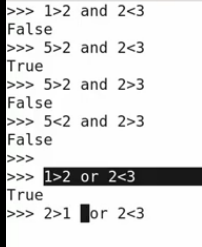 >>> 1>2 and 2<3
False
>>> 5>2 and 2<3
True
>>> 5>2 and 2>3
False
>>> 5<2 and 2>3
False
>>>
>>> 1>2 or 2<3
True
>>> 2>1 or 2<3